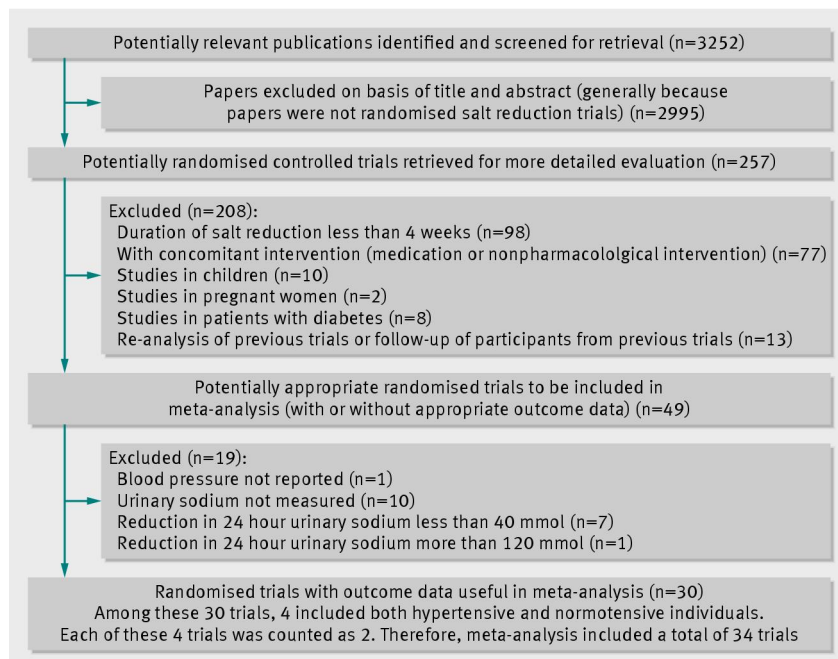 Potentially relevant publications identified and screened for retrieval (n=3252)
Papers excluded on basis of title and abstract (generally because
papers were not randomised salt reduction trials) (n=2995)
Potentially randomised controlled trials retrieved for more detailed evaluation (n=257)
Excluded (n=208):
Duration of salt reduction less than 4 weeks (n=98)
With concomitant intervention (medication or nonpharmacololgical intervention) (n=77)
Studies in children (n=10)
Studies in pregnant women (n=2)
Studies in patients with diabetes (n=8)
Re-analysis of previous trials or follow-up of participants from previous trials (n=13)
Potentially appropriate randomised trials to be included in
meta-analysis (with or without appropriate outcome data) (n=49)
Excluded (n=19):
Blood pressure not reported (n=1)
Urinary sodium not measured (n=10)
Reduction in 24 hour urinary sodium less than 40 mmol (n=7)
Reduction in 24 hour urinary sodium more than 120 mmol (n=1)
Randomised trials with outcome data useful in meta-analysis (n=30)
Among these 30 trials, 4 included both hypertensive and normotensive individuals.
Each of these 4 trials was counted as 2. Therefore, meta-analysis included a total of 34 trials